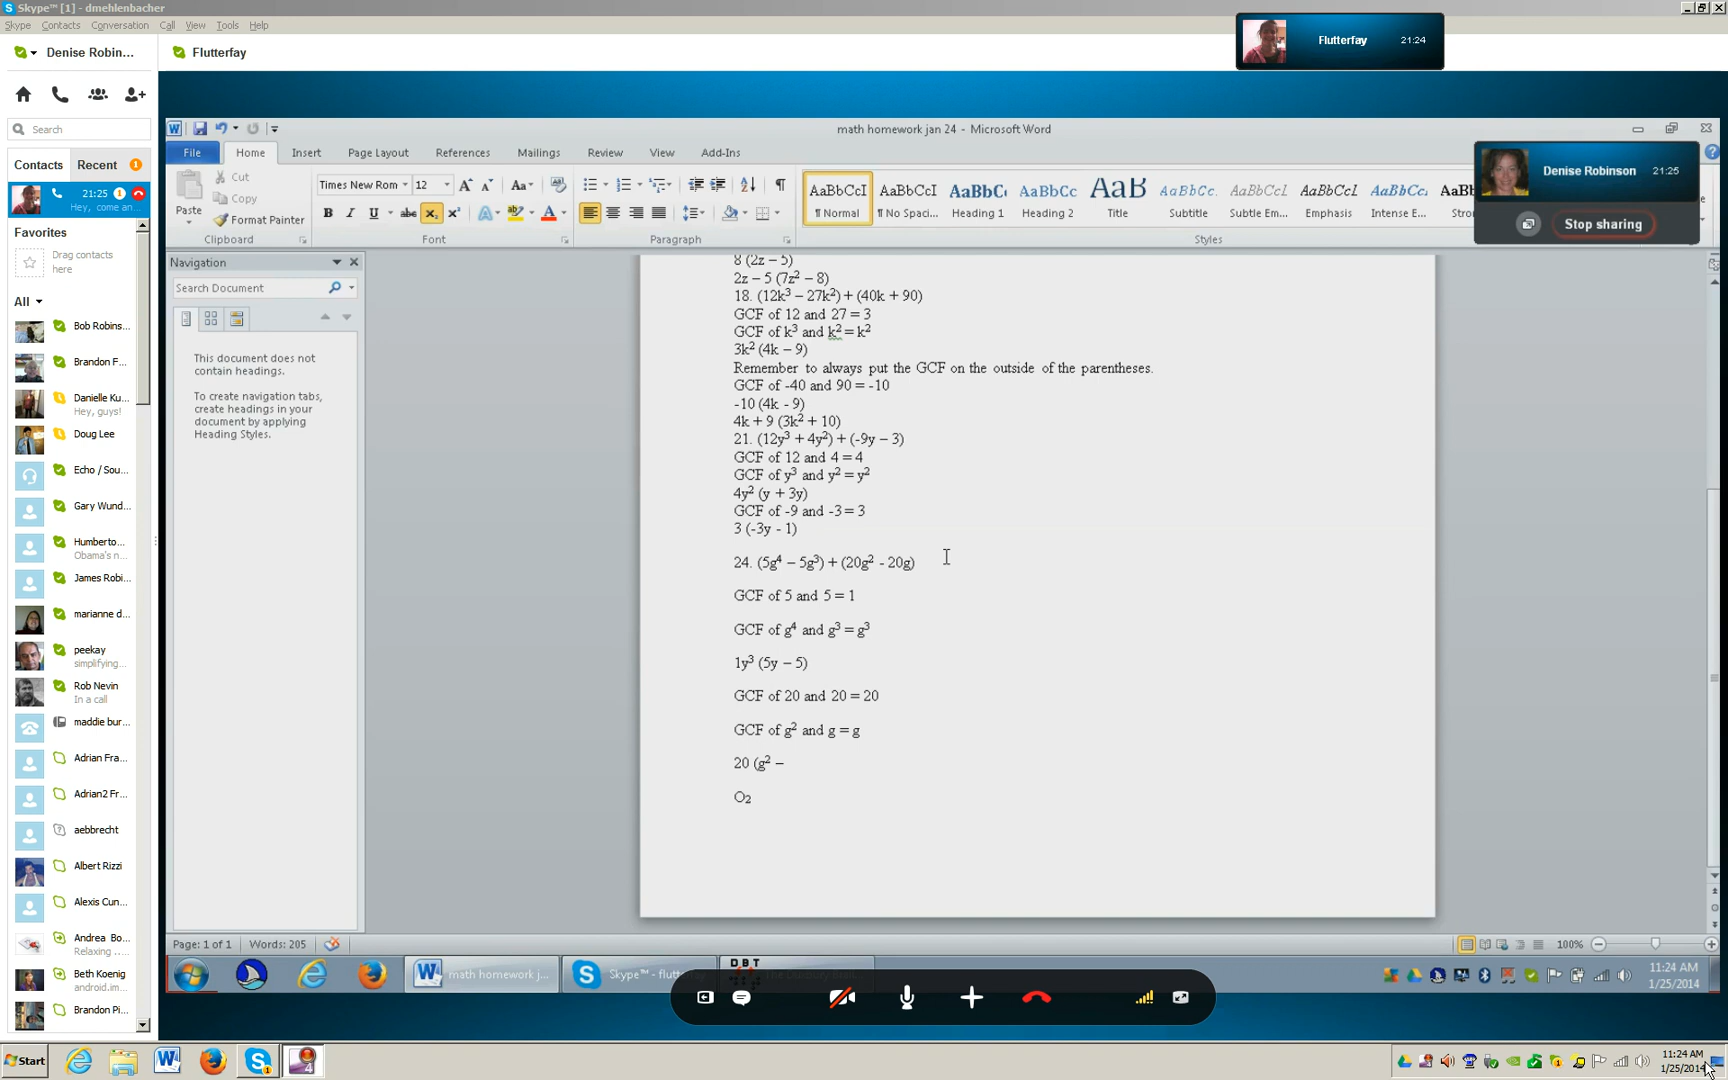 Skype™ [1] - dmehlenbacher
Skype Contacts Conversation Call View Tools Help
Denise Robin...
Flutterfay
Flutterfay 21:24
Search
Contacts Recent 1
21:25 1
Hey, come an...
Favorites
Drag contacts
here
All
Bob Robins...
Brandon F...
Danielle Ku...
Hey, guys!
Doug Lee
Echo / Sou...
Gary Wund...
Humberto...
Obama's n...
James Robi...
marianne d...
peekay
simplifying...
Rob Nevin
In a call
maddie bur...
Adrian Fra...
Adrian2 Fr...
aebbrecht
Albert Rizzi
Alexis Cun...
Andrea Bo...
Relaxing ....
Beth Koenig
android.im...
Brandon Pi...
math homework jan 24 - Microsoft Word
File Home Insert Page Layout References Mailings Review View Add-Ins
Denise Robinson 21:25
Stop sharing
Paste
Cut
Copy
Format Painter
Clipboard
Times New Rom 12
Font
Paragraph
AaBbCcI ¶ Normal
AaBbCcI ¶ No Spaci...
AaBbC Heading 1
AaBbCc Heading 2
AaB Title
AaBbCc. Subtitle
AaBbCcI Subtle Em...
AaBbCcI Emphasis
AaBbCcI Intense E...
AaBbC Stro
Styles
Navigation
Search Document
This document does not
contain headings.
To create navigation tabs,
create headings in your
document by applying
Heading Styles.
8 (2z – 5)
2z – 5 (7z² – 8)
18. (12k³ – 27k²) + (40k + 90)
GCF of 12 and 27 = 3
GCF of k³ and k² = k²
3k² (4k – 9)
Remember to always put the GCF on the outside of the parentheses.
GCF of -40 and 90 = -10
-10 (4k - 9)
4k + 9 (3k² + 10)
21. (12y³ + 4y²) + (-9y – 3)
GCF of 12 and 4 = 4
GCF of y³ and y² = y²
4y² (y + 3y)
GCF of -9 and -3 = 3
3 (-3y - 1)
24. (5g⁴ – 5g³) + (20g² - 20g)
GCF of 5 and 5 = 1
GCF of g⁴ and g³ = g³
1y³ (5y – 5)
GCF of 20 and 20 = 20
GCF of g² and g = g
20 (g² –
O₂
Page: 1 of 1 Words: 205
100%
math homework j...
Skype™ - flut
DBT
11:24 AM
1/25/2014
Start
11:24 AM
1/25/2014